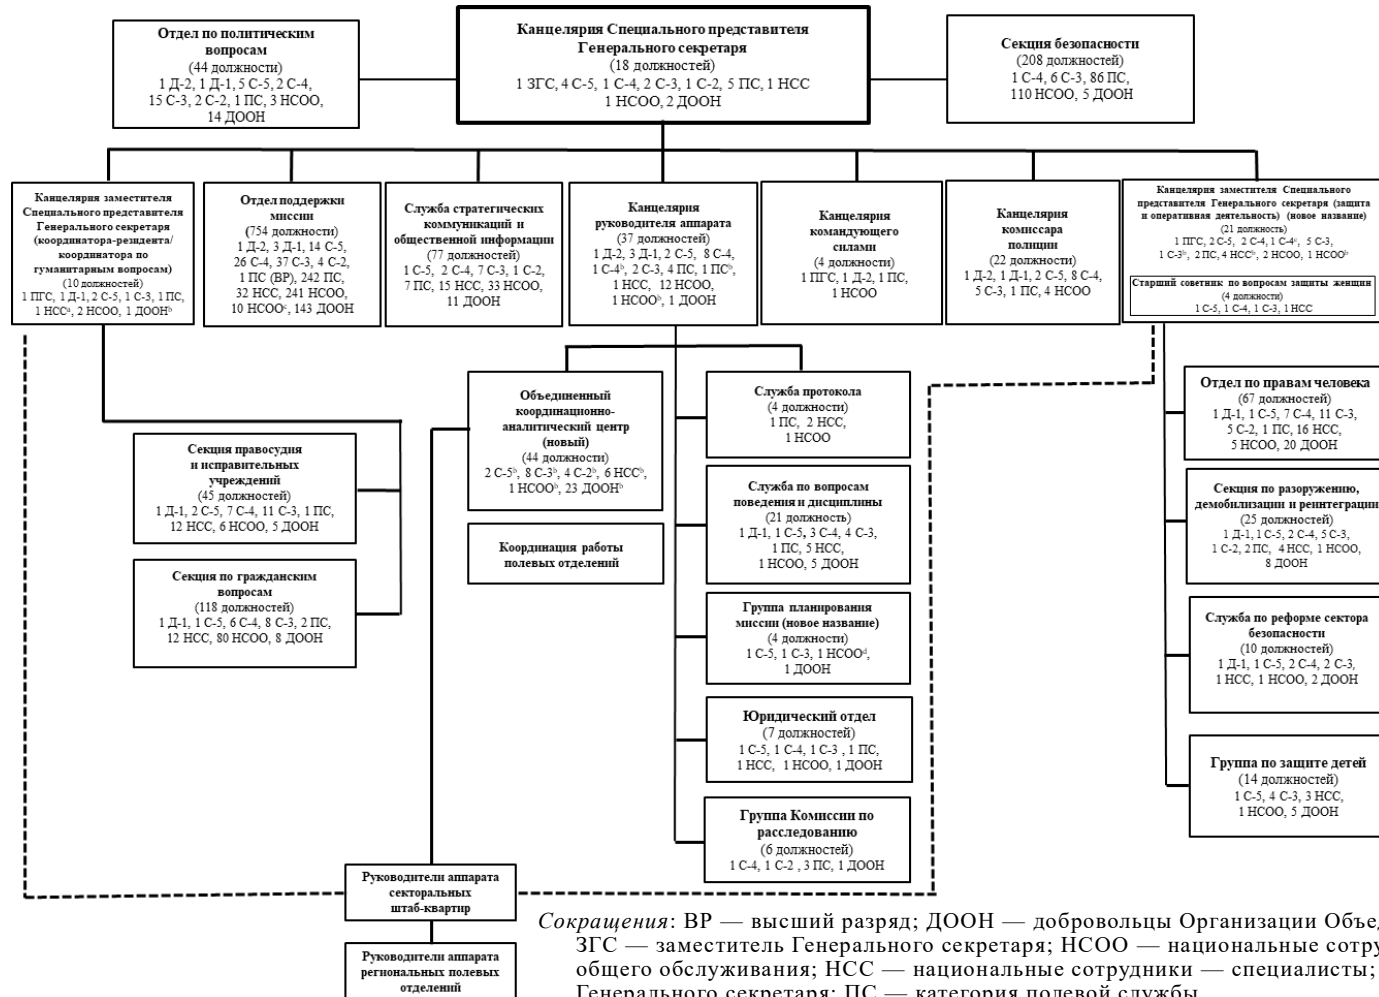 Отдел по политическим
вопросам
(44 должности)
1 Д-2, 1 Д-1, 5 С-5, 2 С-4,
15 С-3, 2 С-2, 1 ПС, 3 НСОО,
14 ДООН
Канцелярия Специального представителя
Генерального секретаря
(18 должностей)
1 ЗГС, 4 С-5, 1 С-4, 2 С-3, 1 С-2, 5 ПС, 1 НСС
1 НСОО, 2 ДООН
Секция безопасности
(208 должностей)
1 С-4, 6 С-3, 86 ПС,
110 НСОО, 5 ДООН
Канцелярия заместителя
Специального представителя
Генерального секретаря
(координатора-резидента/
координатора по
гуманитарным вопросам)
(10 должностей)
1 ПГС, 1 Д-1, 2 С-5, 1 С-3, 1 ПС,
1 НССᵃ, 2 НСОО, 1 ДООНᵇ
Отдел поддержки
миссии
(754 должности)
1 Д-2, 3 Д-1, 14 С-5,
26 С-4, 37 С-3, 4 С-2,
1 ПС (ВР), 242 ПС,
32 НСС, 241 НСОО,
10 НСООᶜ, 143 ДООН
Служба стратегических
коммуникаций и
общественной информации
(77 должности)
1 С-5, 2 С-4, 7 С-3, 1 С-2,
7 ПС, 15 НСС, 33 НСОО,
11 ДООН
Канцелярия
руководителя аппарата
(37 должности)
1 Д-2, 3 Д-1, 2 С-5, 8 С-4,
1 С-4ᵇ, 2 С-3, 4 ПС, 1 ПСᵇ,
1 НСС, 12 НСОО,
1 НСООᵇ, 1 ДООН
Канцелярия
командующего
силами
(4 должности)
1 ПГС, 1 Д-2, 1 ПС,
1 НСОО
Канцелярия
комиссара
полиции
(22 должности)
1 Д-2, 1 Д-1, 2 С-5, 8 С-4,
5 С-3, 1 ПС, 4 НСОО
Канцелярия заместителя Специального
представителя Генерального секретаря (защита
и оперативная деятельность) (новое название)
(21 должность)
1 ПГС, 2 С-5, 2 С-4, 1 С-4ᶜ, 5 С-3,
1 С-3ᵇ, 2 ПС, 4 НССᵇ, 2 НСОО, 1 НСООᵇ
Старший советник по вопросам защиты женщин
(4 должности)
1 С-5, 1 С-4, 1 С-3, 1 НСС
Секция правосудия
и исправительных
учреждений
(45 должностей)
1 Д-1, 2 С-5, 7 С-4, 11 С-3, 1 ПС,
12 НСС, 6 НСОО, 5 ДООН
Секция по гражданским
вопросам
(118 должностей)
1 Д-1, 1 С-5, 6 С-4, 8 С-3, 2 ПС,
12 НСС, 80 НСОО, 8 ДООН
Объединенный
координационно-
аналитический центр
(новый)
(44 должности)
2 С-5ᵇ, 8 С-3ᵇ, 4 С-2ᵇ, 6 НССᵇ,
1 НСООᵇ, 23 ДООНᵇ
Координация работы
полевых отделений
Служба протокола
(4 должности)
1 ПС, 2 НСС,
1 НСОО
Служба по вопросам
поведения и дисциплины
(21 должность)
1 Д-1, 1 С-5, 3 С-4, 4 С-3,
1 ПС, 5 НСС,
1 НСОО, 5 ДООН
Группа планирования
миссии (новое название)
(4 должности)
1 С-5, 1 С-3, 1 НСООᵈ,
1 ДООН
Юридический отдел
(7 должностей)
1 С-5, 1 С-4, 1 С-3 , 1 ПС,
1 НСС, 1 НСОО, 1 ДООН
Группа Комиссии по
расследованию
(6 должностей)
1 С-4, 1 С-2 , 3 ПС, 1 ДООН
Отдел по правам человека
(67 должностей)
1 Д-1, 1 С-5, 7 С-4, 11 С-3,
5 С-2, 1 ПС, 16 НСС,
5 НСОО, 20 ДООН
Секция по разоружению,
демобилизации и реинтеграции
(25 должностей)
1 Д-1, 1 С-5, 2 С-4, 5 С-3,
1 С-2, 2 ПС, 4 НСС, 1 НСОО,
8 ДООН
Служба по реформе сектора
безопасности
(10 должностей)
1 Д-1, 1 С-5, 2 С-4, 2 С-3,
1 НСС, 1 НСОО, 2 ДООН
Группа по защите детей
(14 должностей)
1 С-5, 4 С-3, 3 НСС,
1 НСОО, 5 ДООН
Руководители аппарата
секторальных
штаб-квартир
Руководители аппарата
региональных полевых
отделений
Сокращения: ВР — высший разряд; ДООН — добровольцы Организации
ЗГС — заместитель Генерального секретаря; НСОО — национальные
общего обслуживания; НСС — национальные сотрудники — специалисты;
Генерального секретаря; ПС — категория полевой службы